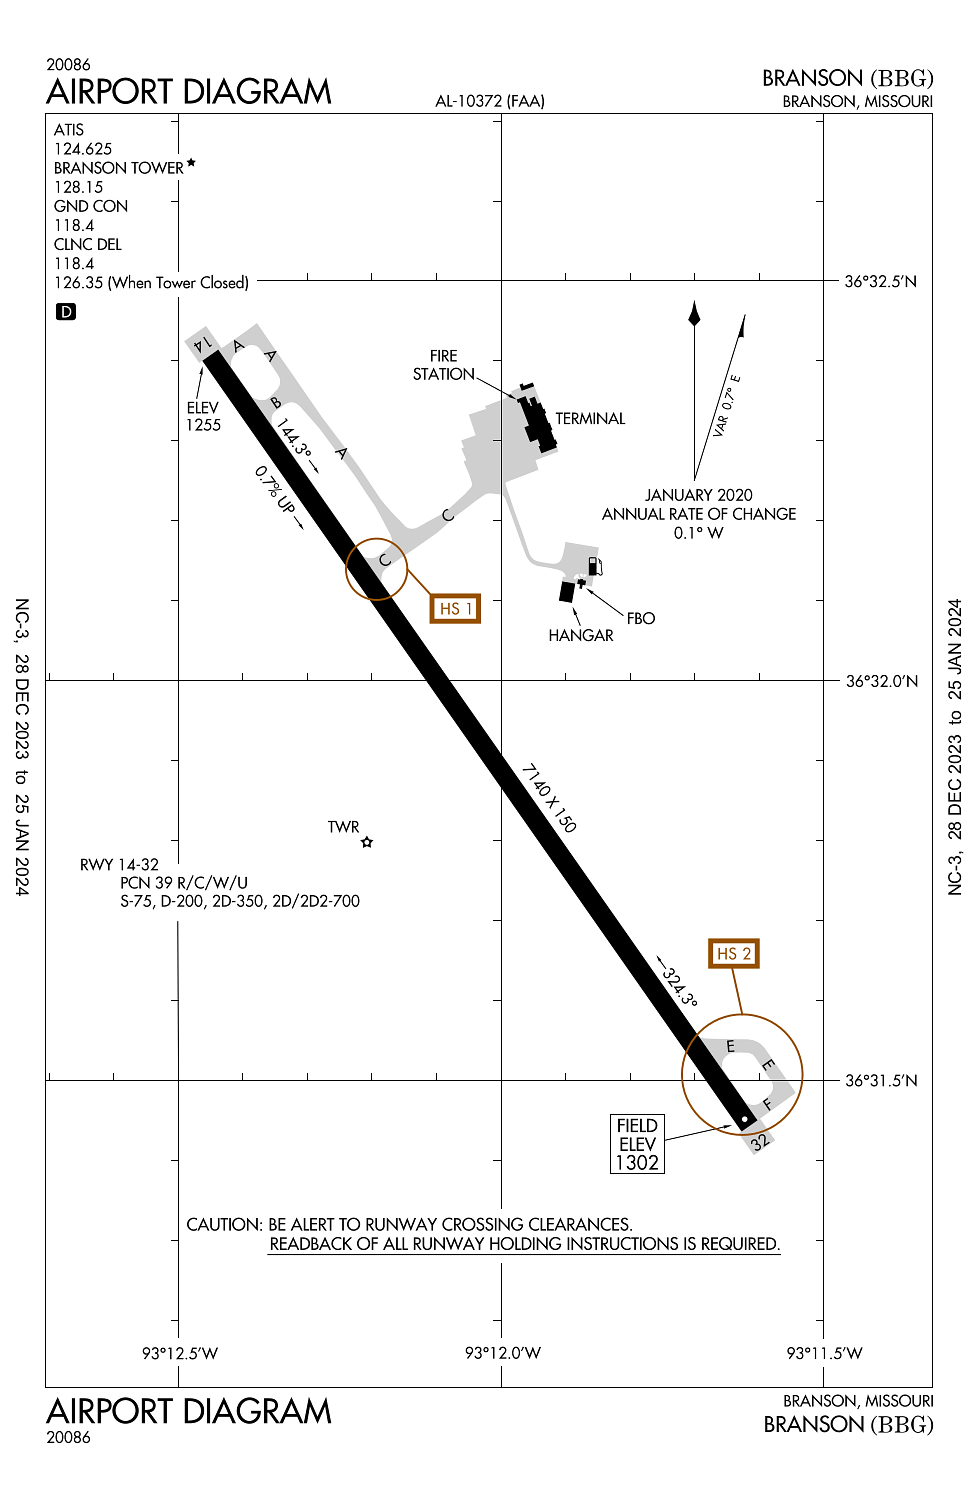 20086
AIRPORT DIAGRAM
AL-10372 (FAA)
BRANSON (BBG)
BRANSON, MISSOURI
ATIS
124.625
BRANSON TOWER★
128.15
GND CON
118.4
CLNC DEL
118.4
126.35 (When Tower Closed)
D
36°32.5'N
14
A
A
ELEV
1255
B
144.3°
A
0.7% UP
FIRE
STATION
TERMINAL
VAR 0.7° E
JANUARY 2020
ANNUAL RATE OF CHANGE
0.1° W
C
C
HS 1
FBO
HANGAR
NC-3, 28 DEC 2023 to 25 JAN 2024
NC-3, 28 DEC 2023 to 25 JAN 2024
36°32.0'N
7140 X 150
TWR
RWY 14-32
PCN 39 R/C/W/U
S-75, D-200, 2D-350, 2D/2D2-700
HS 2
324.3°
E
E
F
36°31.5'N
FIELD
ELEV
1302
32
CAUTION: BE ALERT TO RUNWAY CROSSING CLEARANCES.
READBACK OF ALL RUNWAY HOLDING INSTRUCTIONS IS REQUIRED.
93°12.5'W
93°12.0'W
93°11.5'W
AIRPORT DIAGRAM
20086
BRANSON, MISSOURI
BRANSON (BBG)